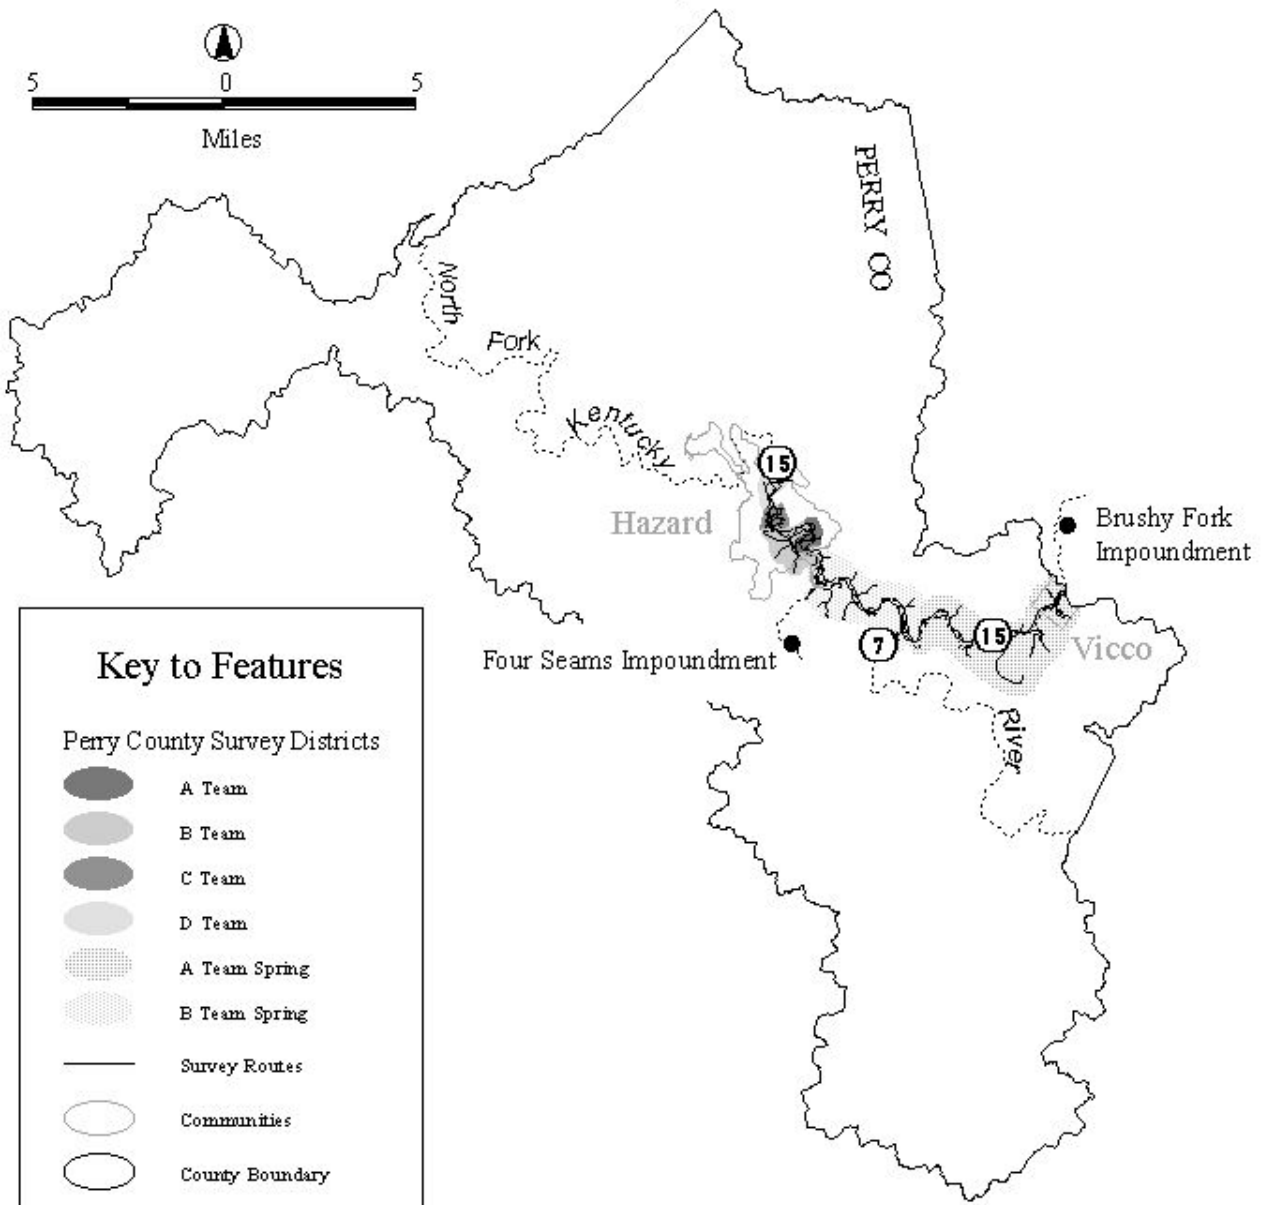 5 0 5
Miles
PERRY CO
North
Fork
Kentucky
15
Hazard
Brushy Fork
Impoundment
7
15
Four Seams Impoundment
Vicco
River
Key to Features
Perry County Survey Districts
A Team
B Team
C Team
D Team
A Team Spring
B Team Spring
Survey Routes
Communities
County Boundary